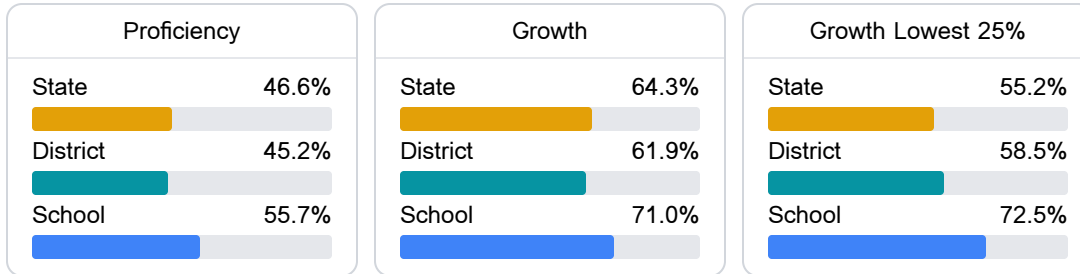 Proficiency
State 46.6%
District 45.2%
School 55.7%
Growth
State 64.3%
District 61.9%
School 71.0%
Growth Lowest 25%
State 55.2%
District 58.5%
School 72.5%